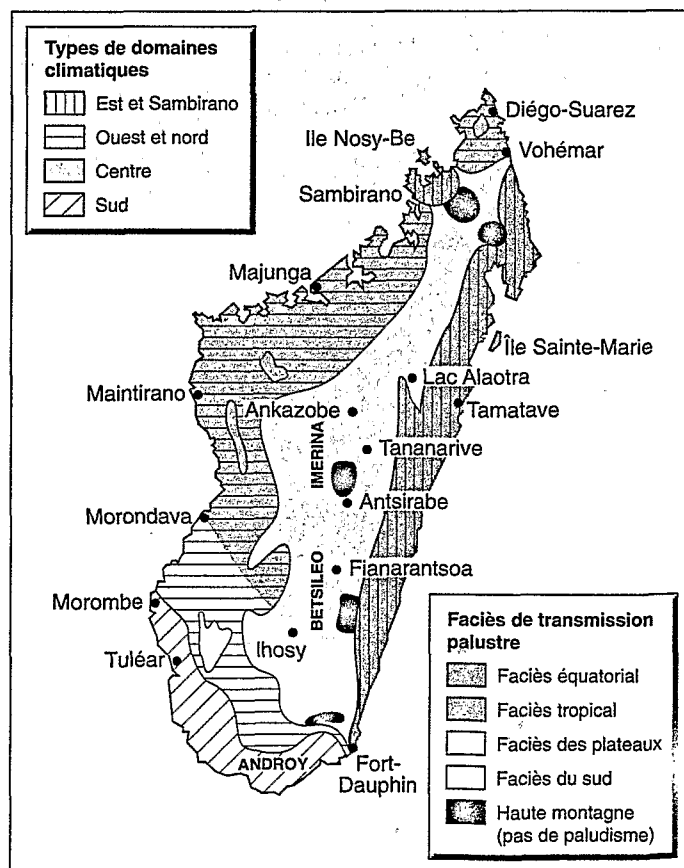 Types de domaines
climatiques
Est et Sambirano
Ouest et nord
Centre
Sud
Diégo-Suarez
Ile Nosy-Be
Vohémar
Sambirano
Majunga
Île Sainte-Marie
Lac Alaotra
Maintirano
Ankazobe
Tamatave
IMERINA
Tananarive
Antsirabe
Morondava
BETSILEO
Fianarantsoa
Morombe
Ihosy
Tuléar
ANDROY
Fort-
Dauphin
Faciès de transmission
palustre
Faciès équatorial
Faciès tropical
Faciès des plateaux
Faciès du sud
Haute montagne
(pas de paludisme)